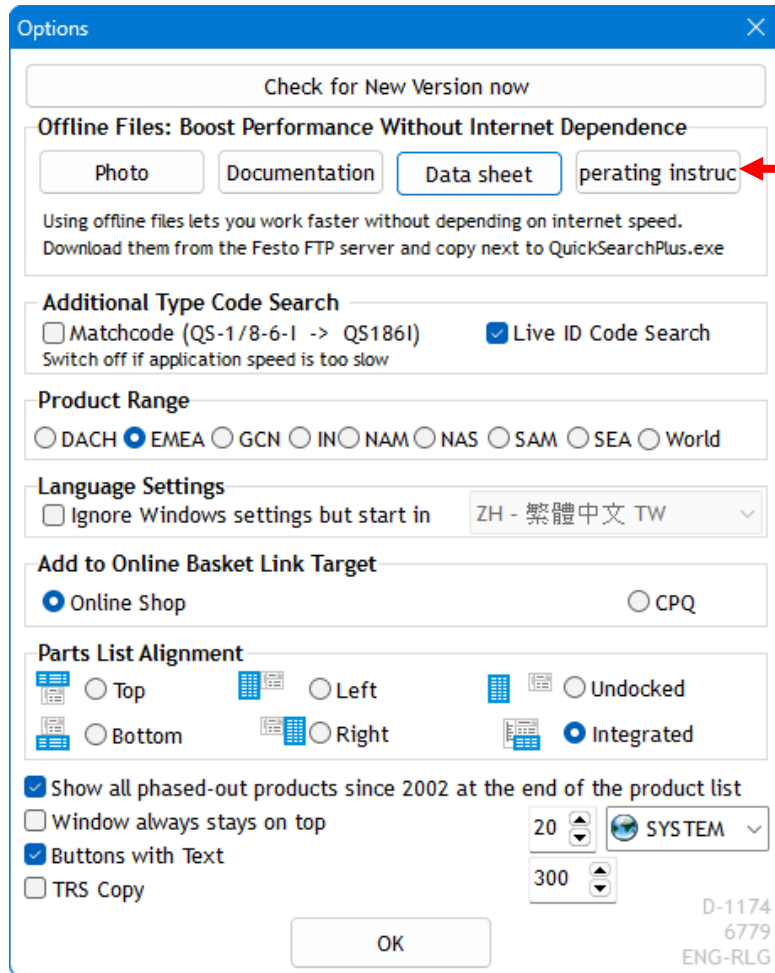 Options
Check for New Version now
Offline Files: Boost Performance Without Internet Dependence
Photo Documentation Data sheet perating instruc
Using offline files lets you work faster without depending on internet speed.
Download them from the Festo FTP server and copy next to QuickSearchPlus.exe
Additional Type Code Search
Matchcode (QS-1/8-6-I -> QS186I) Live ID Code Search
Switch off if application speed is too slow
Product Range
DACH EMEA GCN IN NAM NAS SAM SEA World
Language Settings
Ignore Windows settings but start in ZH - 繁體中文 TW
Add to Online Basket Link Target
Online Shop CPQ
Parts List Alignment
Top Left Undocked
Bottom Right Integrated
Show all phased-out products since 2002 at the end of the product list
Window always stays on top 20 SYSTEM
Buttons with Text
TRS Copy 300
D-1174
6779
OK
ENG-RLG